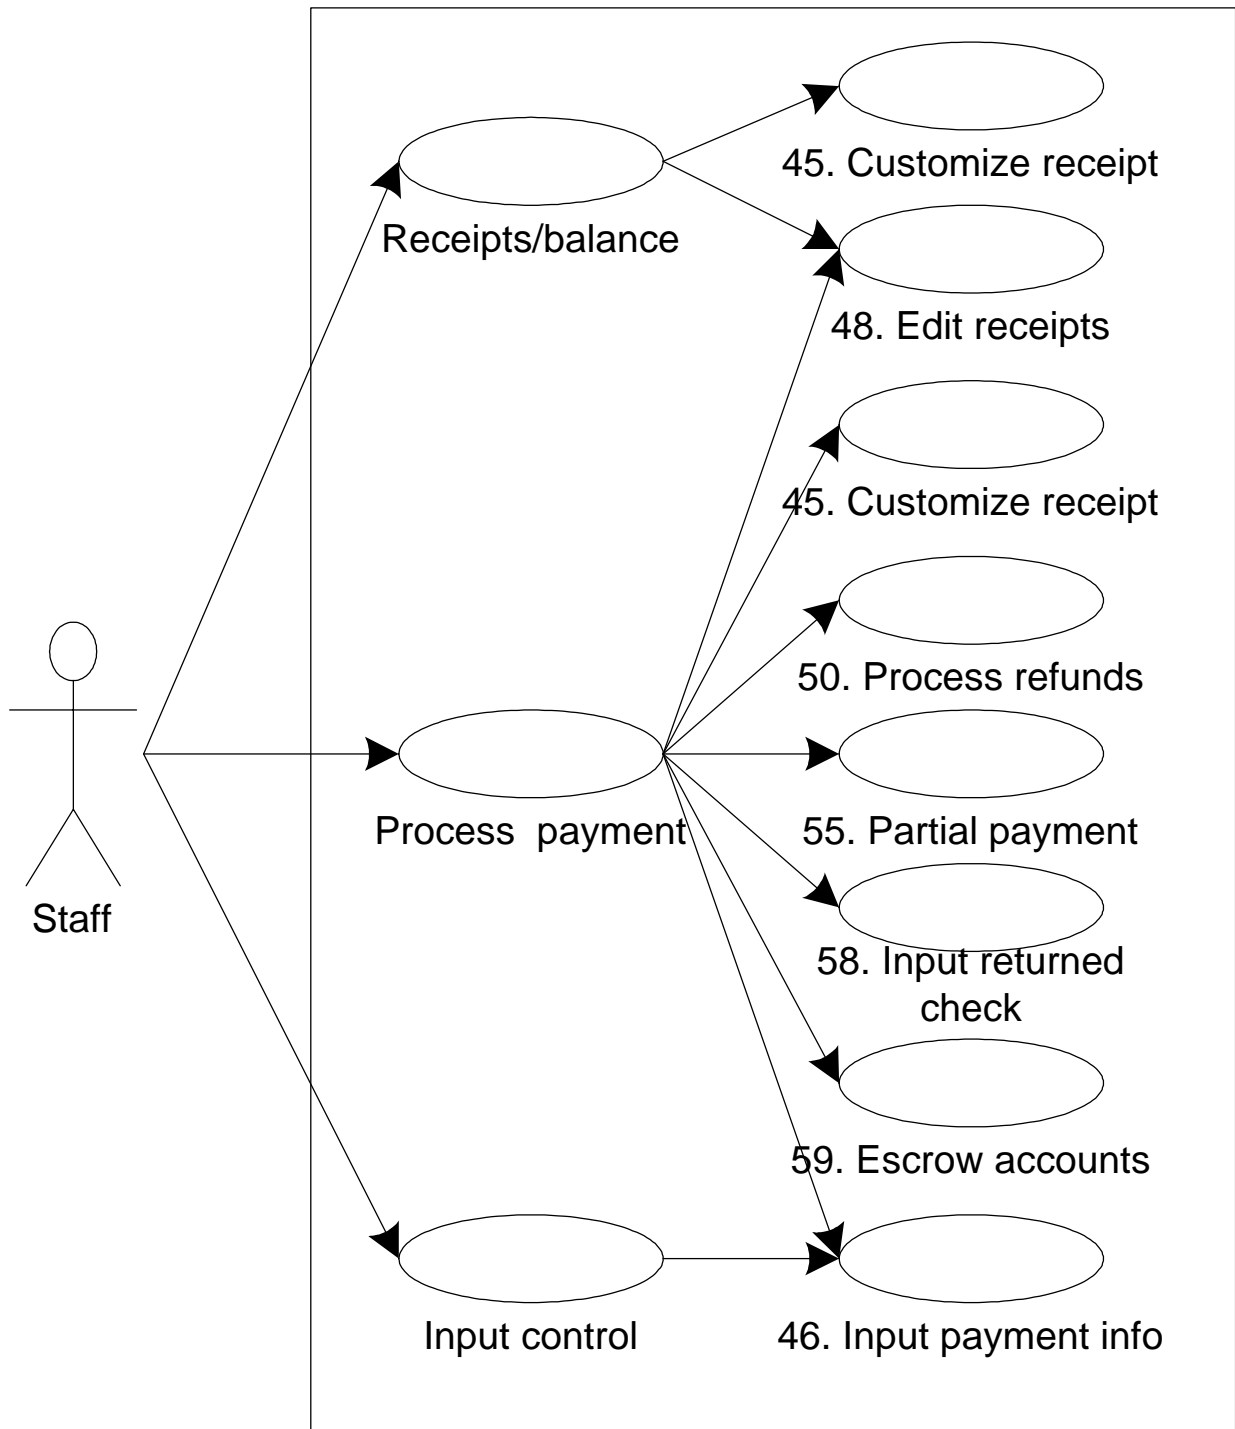 45. Customize receipt
Receipts/balance
48. Edit receipts
45. Customize receipt
50. Process refunds
Process  payment
55. Partial payment
Staff
58. Input returned
check
59. Escrow accounts
Input control
46. Input payment info